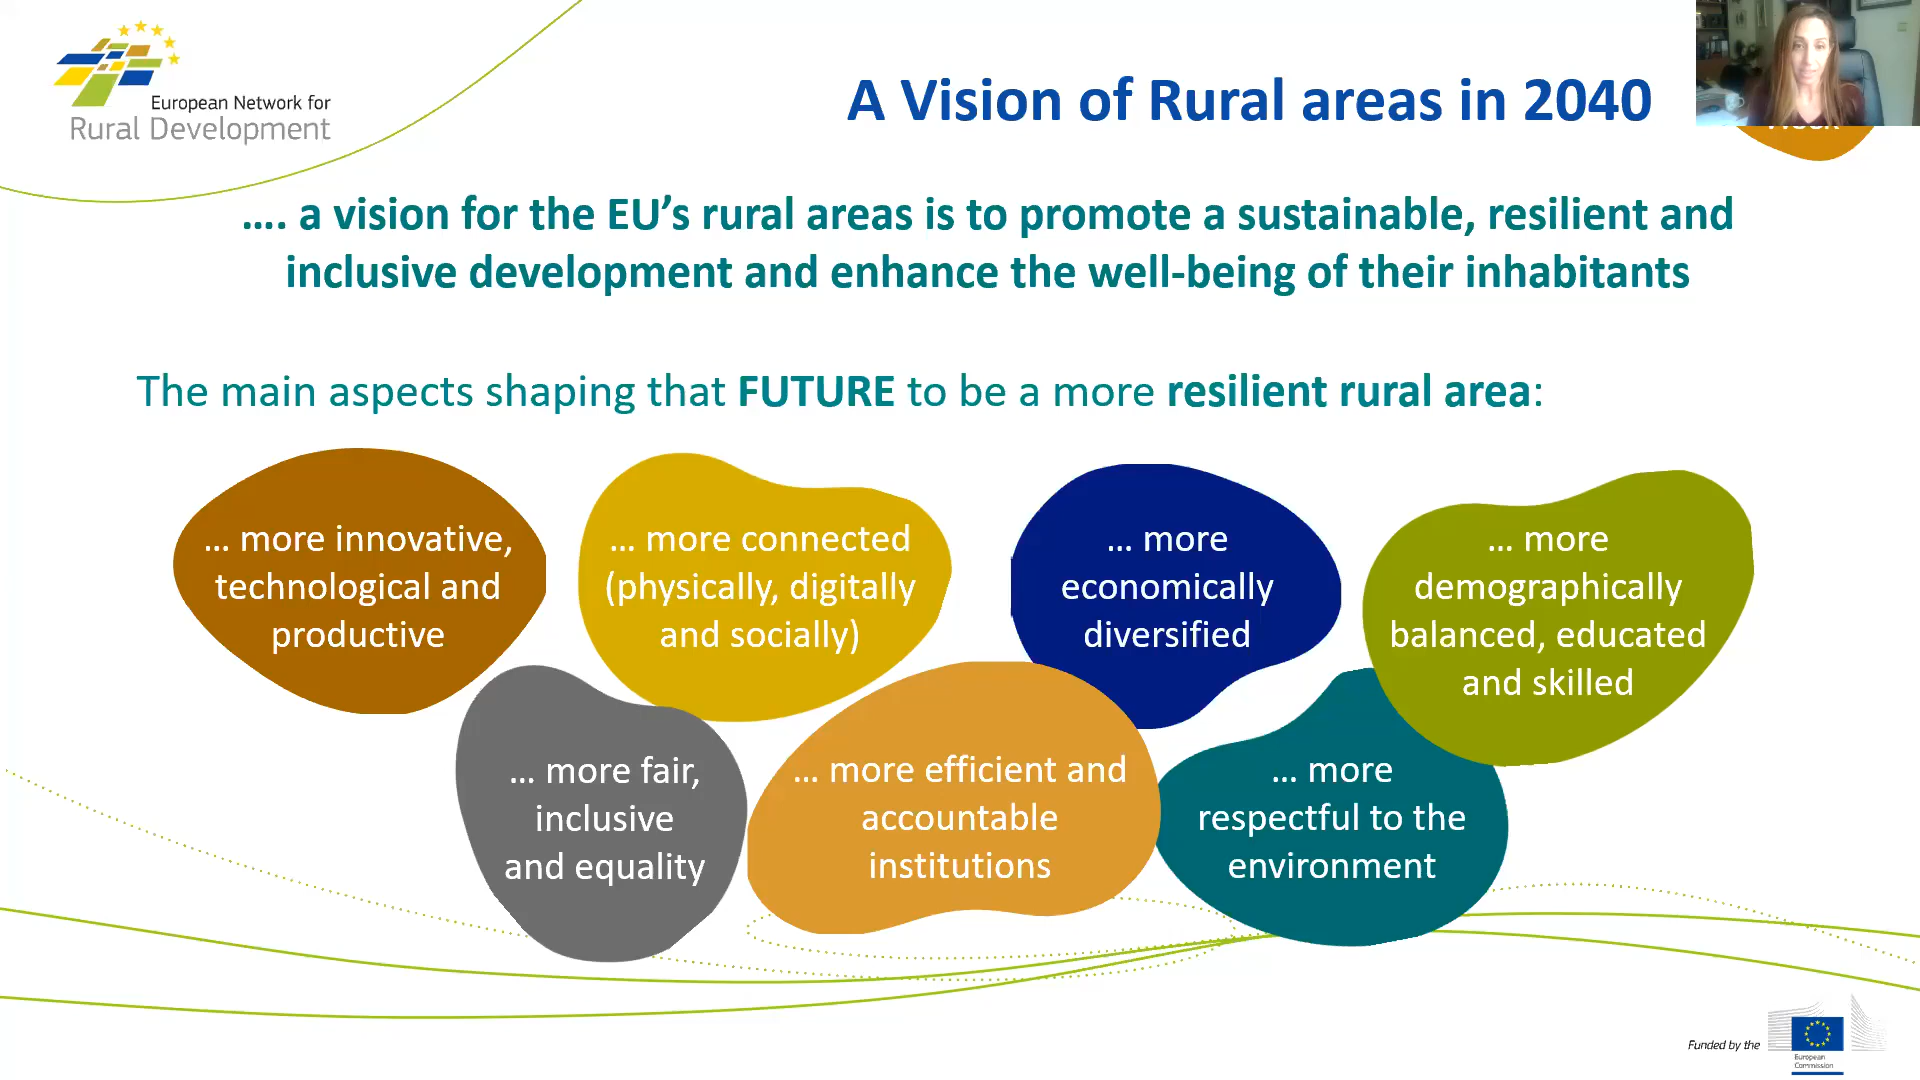 European Network for
Rural Development
A Vision of Rural areas in 2040
…. a vision for the EU’s rural areas is to promote a sustainable, resilient and
inclusive development and enhance the well-being of their inhabitants
The main aspects shaping that FUTURE to be a more resilient rural area:
… more innovative,
technological and
productive
… more connected
(physically, digitally
and socially)
… more
economically
diversified
… more
demographically
balanced, educated
and skilled
… more fair,
inclusive
and equality
… more efficient and
accountable
institutions
… more
respectful to the
environment
Funded by the
European
Commission